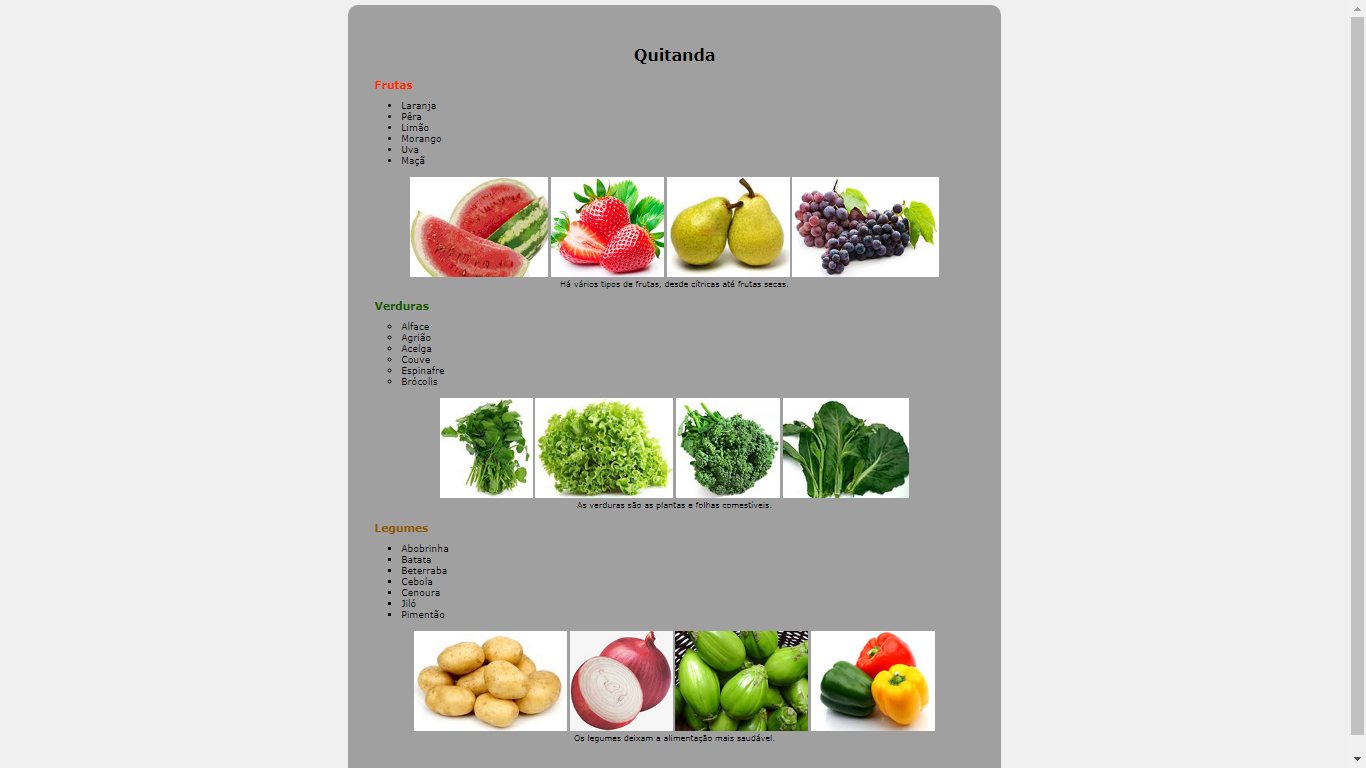 Quitanda
Frutas
Laranja
Pêra
Limão
Morango
Uva
Maçã
Há vários tipos de frutas, desde cítricas até frutas secas.
Verduras
Alface
Agrião
Acelga
Couve
Espinafre
Brócolis
As verduras são as plantas e folhas comestíveis.
Legumes
Abobrinha
Batata
Beterraba
Cebola
Cenoura
Jiló
Pimentão
Os legumes deixam a alimentação mais saudável.